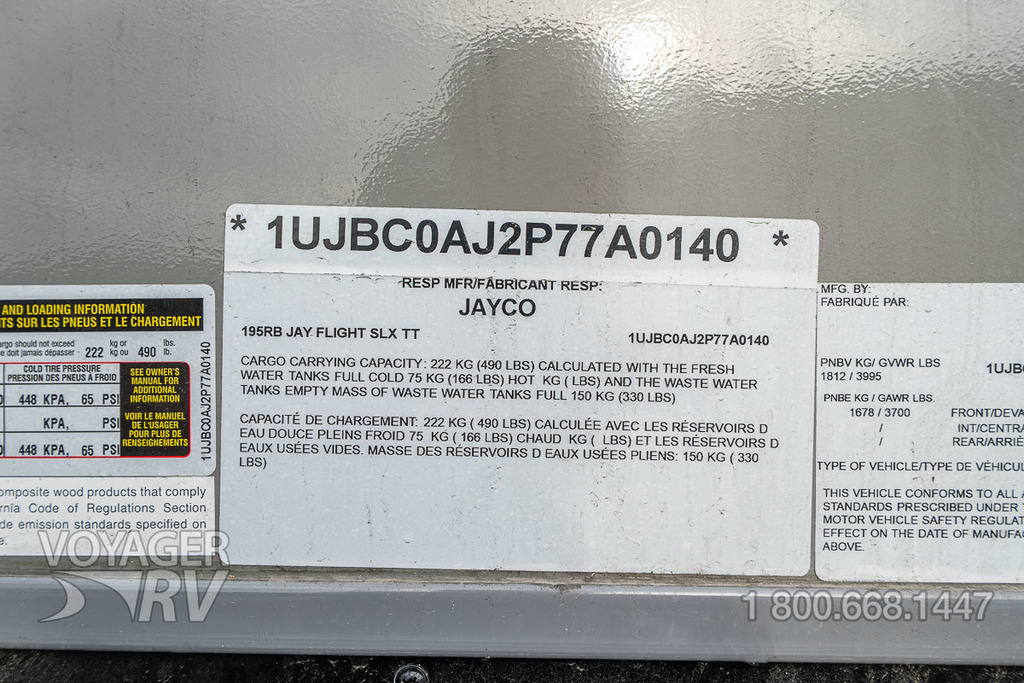 * 1UJBC0AJ2P77A0140 *
RESP MFR/FABRICANT RESP:
JAYCO
195RB JAY FLIGHT SLX TT 1UJBC0AJ2P77A0140
CARGO CARRYING CAPACITY: 222 KG (490 LBS) CALCULATED WITH THE FRESH
WATER TANKS FULL COLD 75 KG (166 LBS) HOT KG ( LBS) AND THE WASTE WATER
TANKS EMPTY MASS OF WASTE WATER TANKS FULL 150 KG (330 LBS)
CAPACITÉ DE CHARGEMENT: 222 KG ( 490 LBS) CALCULÉE AVEC LES RÉSERVOIRS D
EAU DOUCE PLEINS FROID 75 KG ( 166 LBS) CHAUD KG ( LBS) ET LES RÉSERVOIRS D
EAUX USÉES VIDES. MASSE DES RÉSERVOIRS D EAUX USÉES PLIENS: 150 KG ( 330
LBS)
AND LOADING INFORMATION
TS SUR LES PNEUS ET LE CHARGEMENT
argo should not exceed 222 kg or 490 lbs.
e doit jamais dépasser kg ou lb.
COLD TIRE PRESSURE
PRESSION DES PNEUS À FROID
448 KPA, 65 PSI
KPA, PSI
448 KPA, 65 PSI
SEE OWNER'S
MANUAL FOR
ADDITIONAL
INFORMATION
VOIR LE MANUEL
DE L'USAGER
POUR PLUS DE
RENSEIGNEMENTS
1UJBC0AJ2P77A0140
omposite wood products that comply
rnia Code of Regulations Section
de emission standards specified on
e.
MFG. BY:
FABRIQUÉ PAR:
PNBV KG/ GVWR LBS 1UJB
1812 / 3995
PNBE KG / GAWR LBS.
1678 / 3700 FRONT/DEVA
/ INT/CENTRA
/ REAR/ARRIÈ
TYPE OF VEHICLE/TYPE DE VÉHICUL
THIS VEHICLE CONFORMS TO ALL A
STANDARDS PRESCRIBED UNDER T
MOTOR VEHICLE SAFETY REGULAT
EFFECT ON THE DATE OF MANUFAC
ABOVE.
VOYAGER
RV
1 800.668.1447